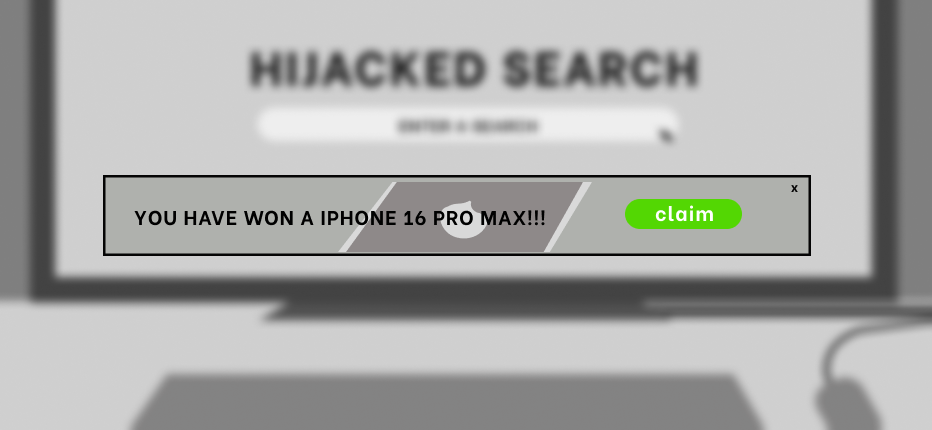 HIJACKED SEARCH
ENTER A SEARCH
x
YOU HAVE WON A IPHONE 16 PRO MAX!!!
claim